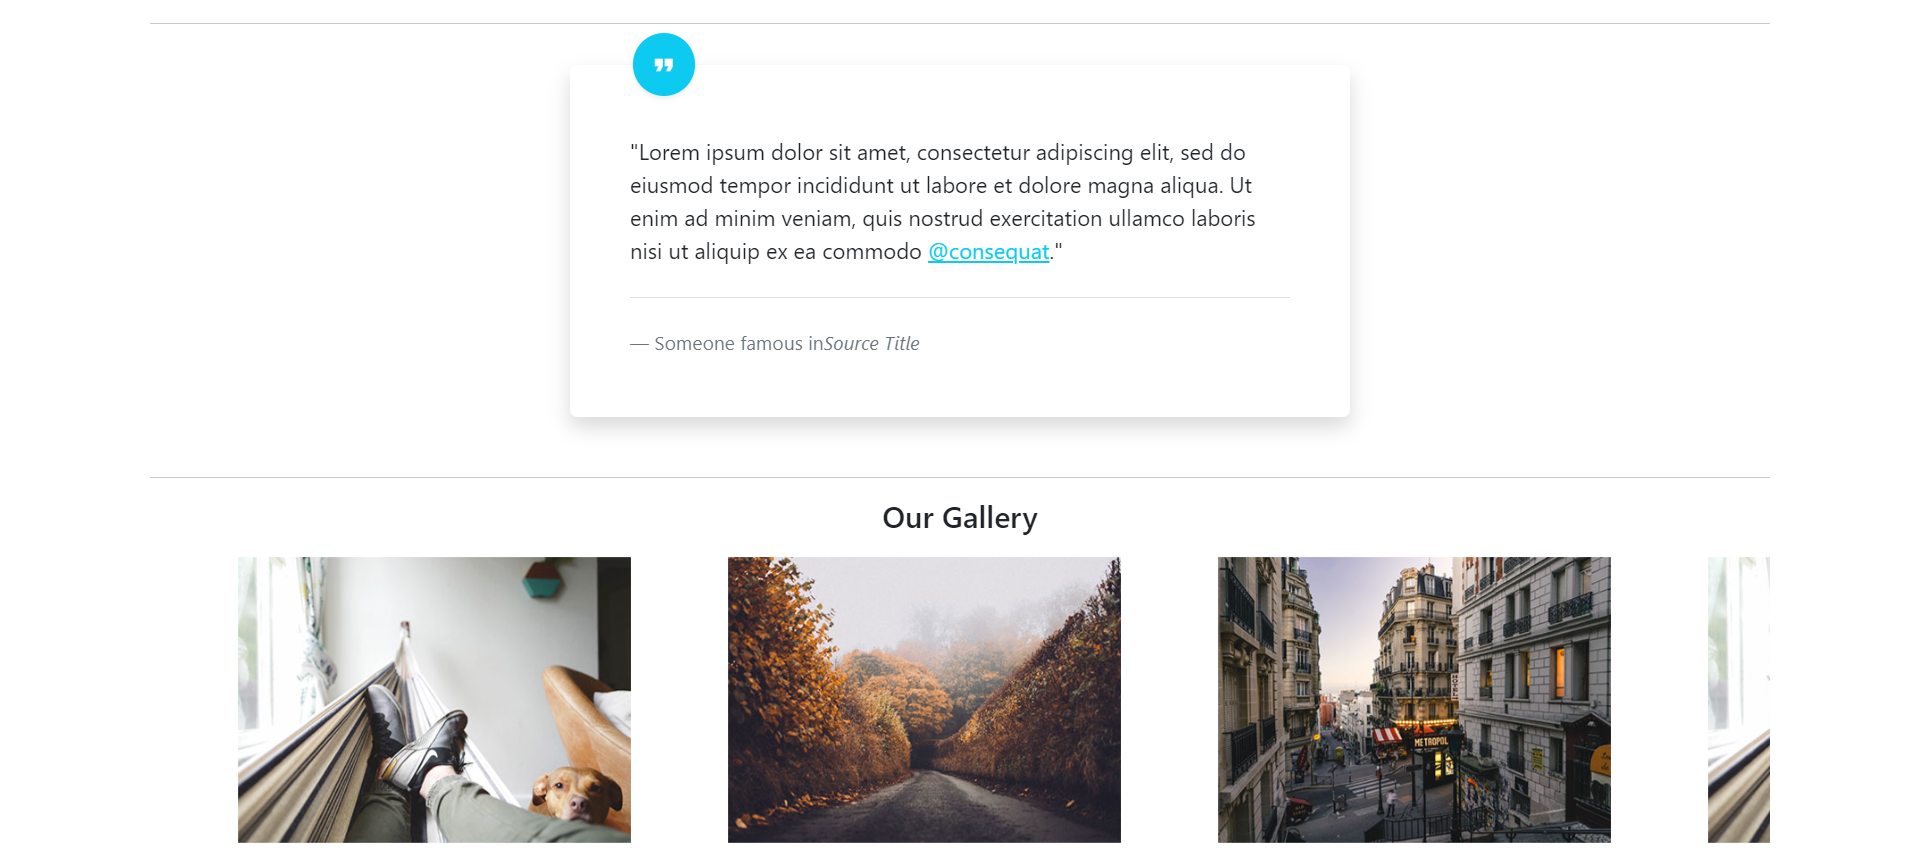 "Lorem ipsum dolor sit amet, consectetur adipiscing elit, sed do
eiusmod tempor incididunt ut labore et dolore magna aliqua. Ut
enim ad minim veniam, quis nostrud exercitation ullamco laboris
nisi ut aliquip ex ea commodo @consequat."
— Someone famous inSource Title
Our Gallery
HOTEL
METROPOL